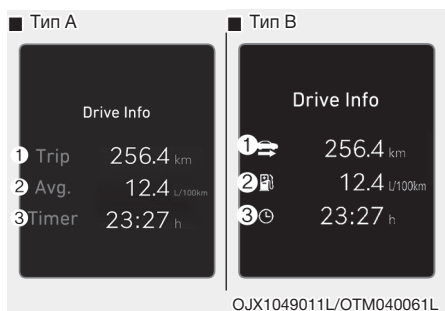 ■ Тип A
Drive Info
① Trip 256.4 km
② Avg. 12.4 L/100km
③ Timer 23:27 h
■ Тип B
Drive Info
① 256.4 km
② 12.4 L/100km
③ 23:27 h
OJX1049011L/OTM040061L